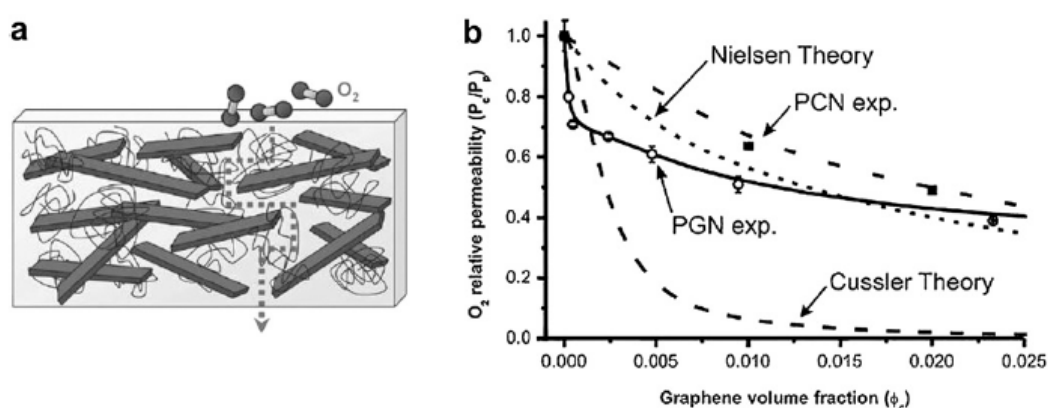 a
O₂
b
O₂ relative permeability (P꜀/Pₚ)
1.0
0.8
0.6
0.4
0.2
0.0
Nielsen Theory
PCN exp.
PGN exp.
Cussler Theory
0.000 0.005 0.010 0.015 0.020 0.025
Graphene volume fraction (ϕ꜀)